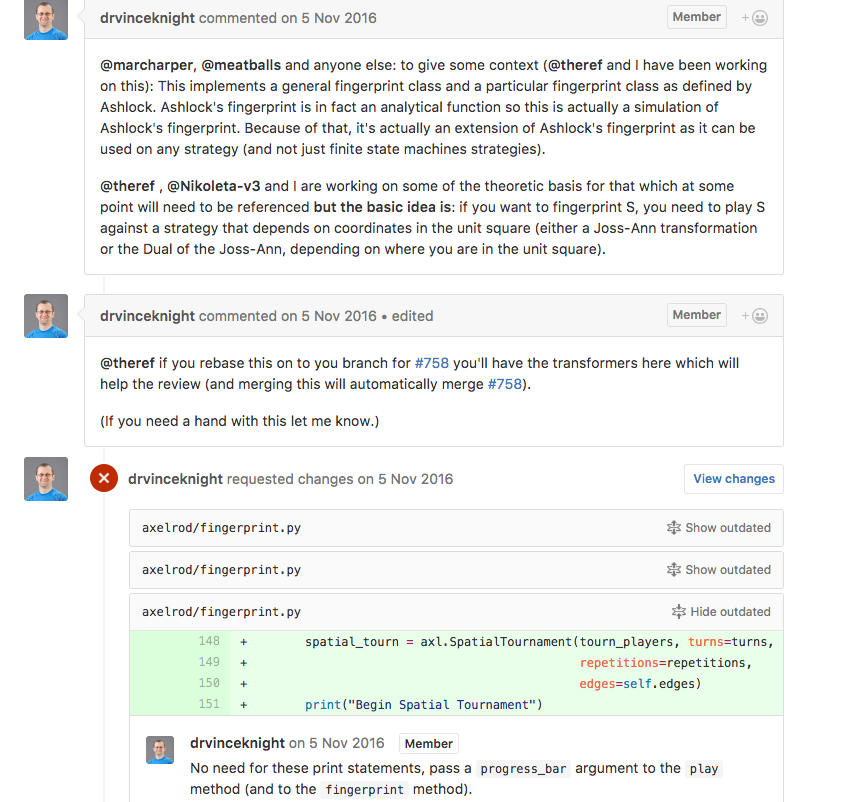 drvinceknight commented on 5 Nov 2016 Member +
@marcharper, @meatballs and anyone else: to give some context (@theref and I have been working
on this): This implements a general fingerprint class and a particular fingerprint class as defined by
Ashlock. Ashlock's fingerprint is in fact an analytical function so this is actually a simulation of
Ashlock's fingerprint. Because of that, it's actually an extension of Ashlock's fingerprint as it can be
used on any strategy (and not just finite state machines strategies).
@theref , @Nikoleta-v3 and I are working on some of the theoretic basis for that which at some
point will need to be referenced but the basic idea is: if you want to fingerprint S, you need to play S
against a strategy that depends on coordinates in the unit square (either a Joss-Ann transformation
or the Dual of the Joss-Ann, depending on where you are in the unit square).
drvinceknight commented on 5 Nov 2016 • edited Member +
@theref if you rebase this on to you branch for #758 you'll have the transformers here which will
help the review (and merging this will automatically merge #758).
(If you need a hand with this let me know.)
drvinceknight requested changes on 5 Nov 2016 View changes
axelrod/fingerprint.py Show outdated
axelrod/fingerprint.py Show outdated
axelrod/fingerprint.py Hide outdated
148 + spatial_tourn = axl.SpatialTournament(tourn_players, turns=turns,
149 + repetitions=repetitions,
150 + edges=self.edges)
151 + print("Begin Spatial Tournament")
drvinceknight on 5 Nov 2016 Member
No need for these print statements, pass a progress_bar argument to the play
method (and to the fingerprint method).